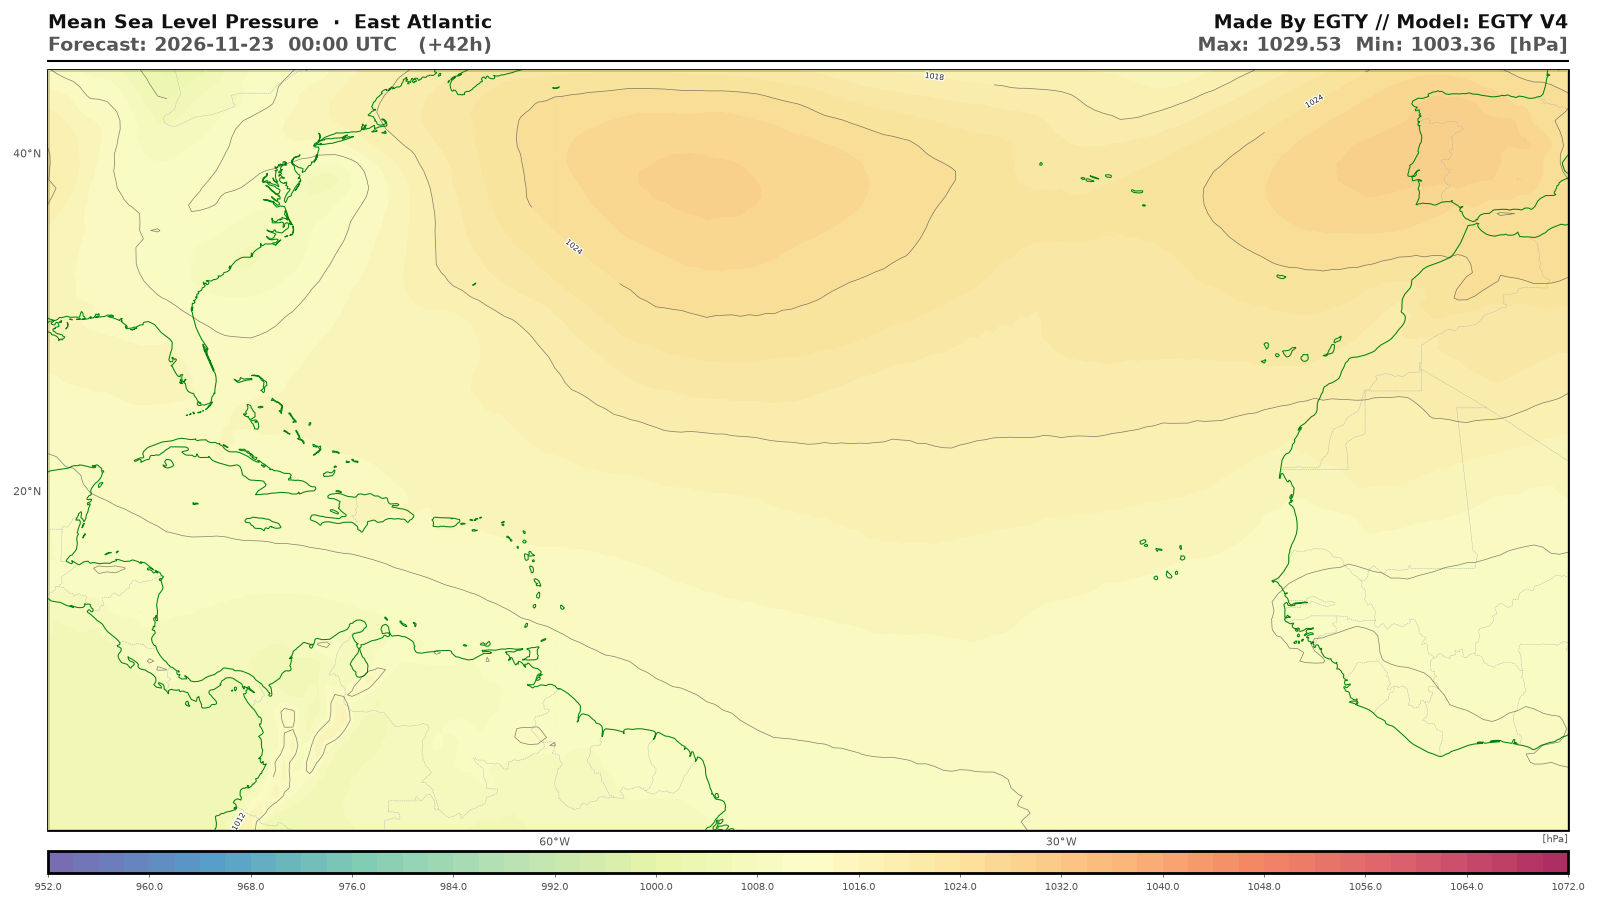 Mean Sea Level Pressure · East Atlantic
Made By EGTY // Model: EGTY V4
Forecast: 2026-11-23 00:00 UTC (+42h)
Max: 1029.53 Min: 1003.36 [hPa]
1018
1024
40°N
1024
20°N
1012
60°W
30°W
[hPa]
952.0 960.0 968.0 976.0 984.0 992.0 1000.0 1008.0 1016.0 1024.0 1032.0 1040.0 1048.0 1056.0 1064.0 1072.0